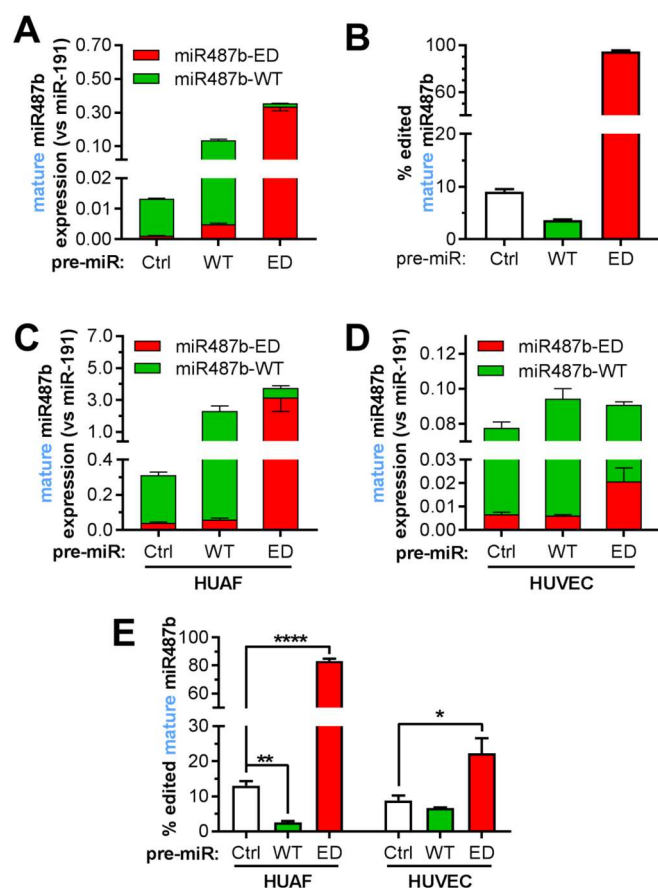 A
mature miR487b
expression (vs miR-191)
0.70
0.50
0.30
0.10
0.02
0.01
0.00
miR487b-ED
miR487b-WT
pre-miR: Ctrl WT ED
B
% edited
mature miR487b
100
80
60
20
10
0
pre-miR: Ctrl WT ED
C
mature miR487b
expression (vs miR-191)
7.0
5.0
3.0
1.0
0.4
0.2
0.0
miR487b-ED
miR487b-WT
pre-miR: Ctrl WT ED
HUAF
D
mature miR487b
expression (vs miR-191)
0.12
0.10
0.08
0.03
0.02
0.01
0.00
miR487b-ED
miR487b-WT
pre-miR: Ctrl WT ED
HUVEC
E
% edited mature miR487b
100
80
60
40
30
20
10
0
****
**
*
pre-miR: Ctrl WT ED Ctrl WT ED
HUAF HUVEC